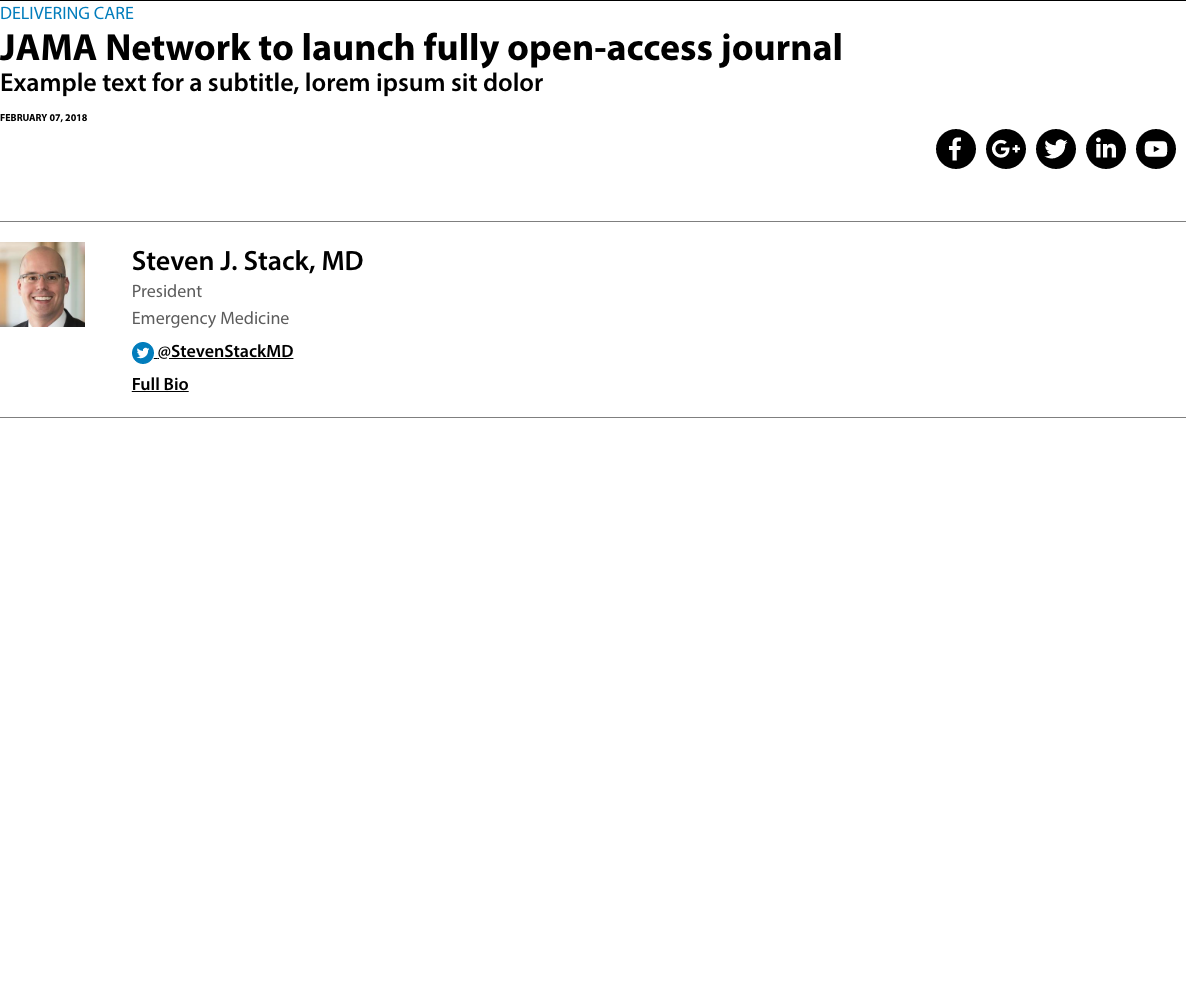 DELIVERING CARE
JAMA Network to launch fully open-access journal
Example text for a subtitle, lorem ipsum sit dolor
FEBRUARY 07, 2018
Steven J. Stack, MD
President
Emergency Medicine
@StevenStackMD
Full Bio